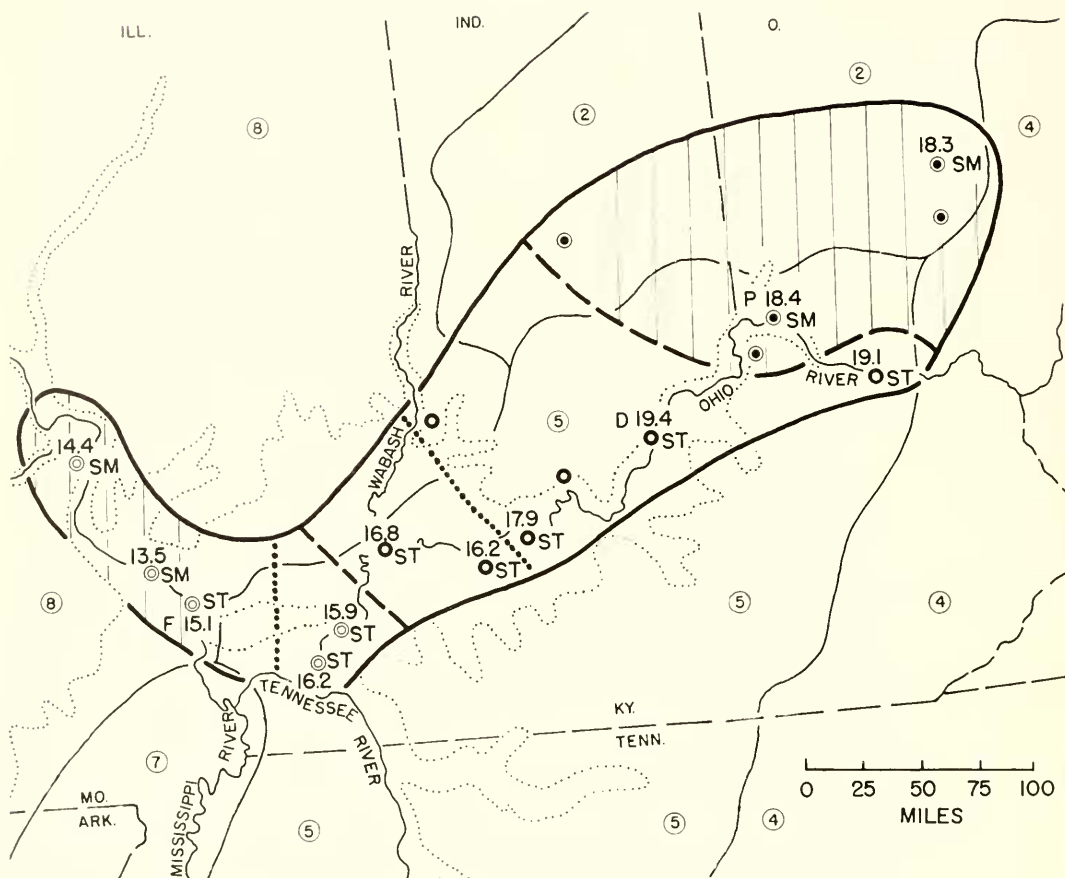 ILL.
IND.
O.
②
②
④
⑧
18.3
SM
RIVER
P 18.4
SM
19.1
ST
RIVER
OHIO
⑤
D 19.4
ST
WABASH
14.4
SM
17.9
ST
16.8
ST
16.2
ST
13.5
SM
ST
F 15.1
15.9
ST
ST
16.2
⑧
⑤
④
TENNESSEE
RIVER
KY.
TENN.
RIVER
MISSISSIPPI
⑦
MO.
ARK.
⑤
⑤
④
0 25 50 75 100
MILES